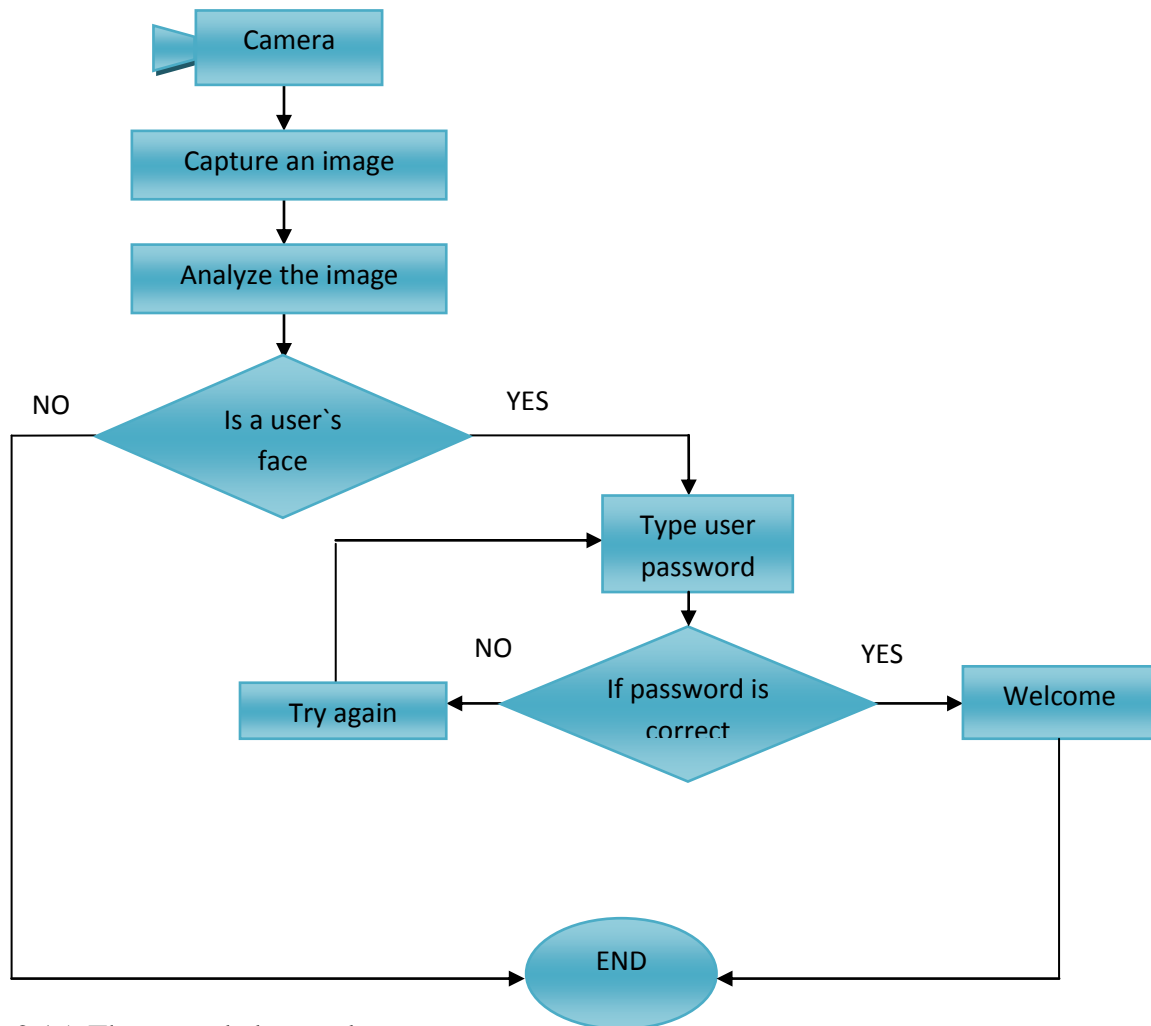 Camera
Capture an image
Analyze the image
NO
YES
Is a user`s
face
Type user
password
NO
YES
If password is
correct
Try again
Welcome
END